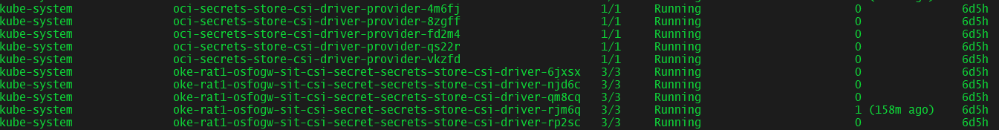 kube-system oci-secrets-store-csi-driver-provider-4m6fj 1/1 Running 0 6d5h
kube-system oci-secrets-store-csi-driver-provider-8zgff 1/1 Running 0 6d5h
kube-system oci-secrets-store-csi-driver-provider-fd2m4 1/1 Running 0 6d5h
kube-system oci-secrets-store-csi-driver-provider-qs22r 1/1 Running 0 6d5h
kube-system oci-secrets-store-csi-driver-provider-vkzfd 1/1 Running 0 6d5h
kube-system oke-rat1-osfogw-sit-csi-secret-secrets-store-csi-driver-6jxsx 3/3 Running 0 6d5h
kube-system oke-rat1-osfogw-sit-csi-secret-secrets-store-csi-driver-njd6c 3/3 Running 0 6d5h
kube-system oke-rat1-osfogw-sit-csi-secret-secrets-store-csi-driver-qm8cq 3/3 Running 0 6d5h
kube-system oke-rat1-osfogw-sit-csi-secret-secrets-store-csi-driver-rjm6q 3/3 Running 1 (158m ago) 6d5h
kube-system oke-rat1-osfogw-sit-csi-secret-secrets-store-csi-driver-rp2sc 3/3 Running 0 6d5h